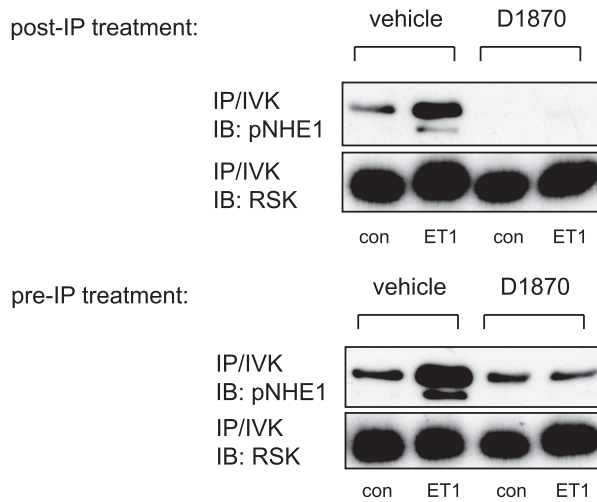 post-IP treatment:
vehicle D1870
IP/IVK
IB: pNHE1
IP/IVK
IB: RSK
con ET1 con ET1
pre-IP treatment:
vehicle D1870
IP/IVK
IB: pNHE1
IP/IVK
IB: RSK
con ET1 con ET1